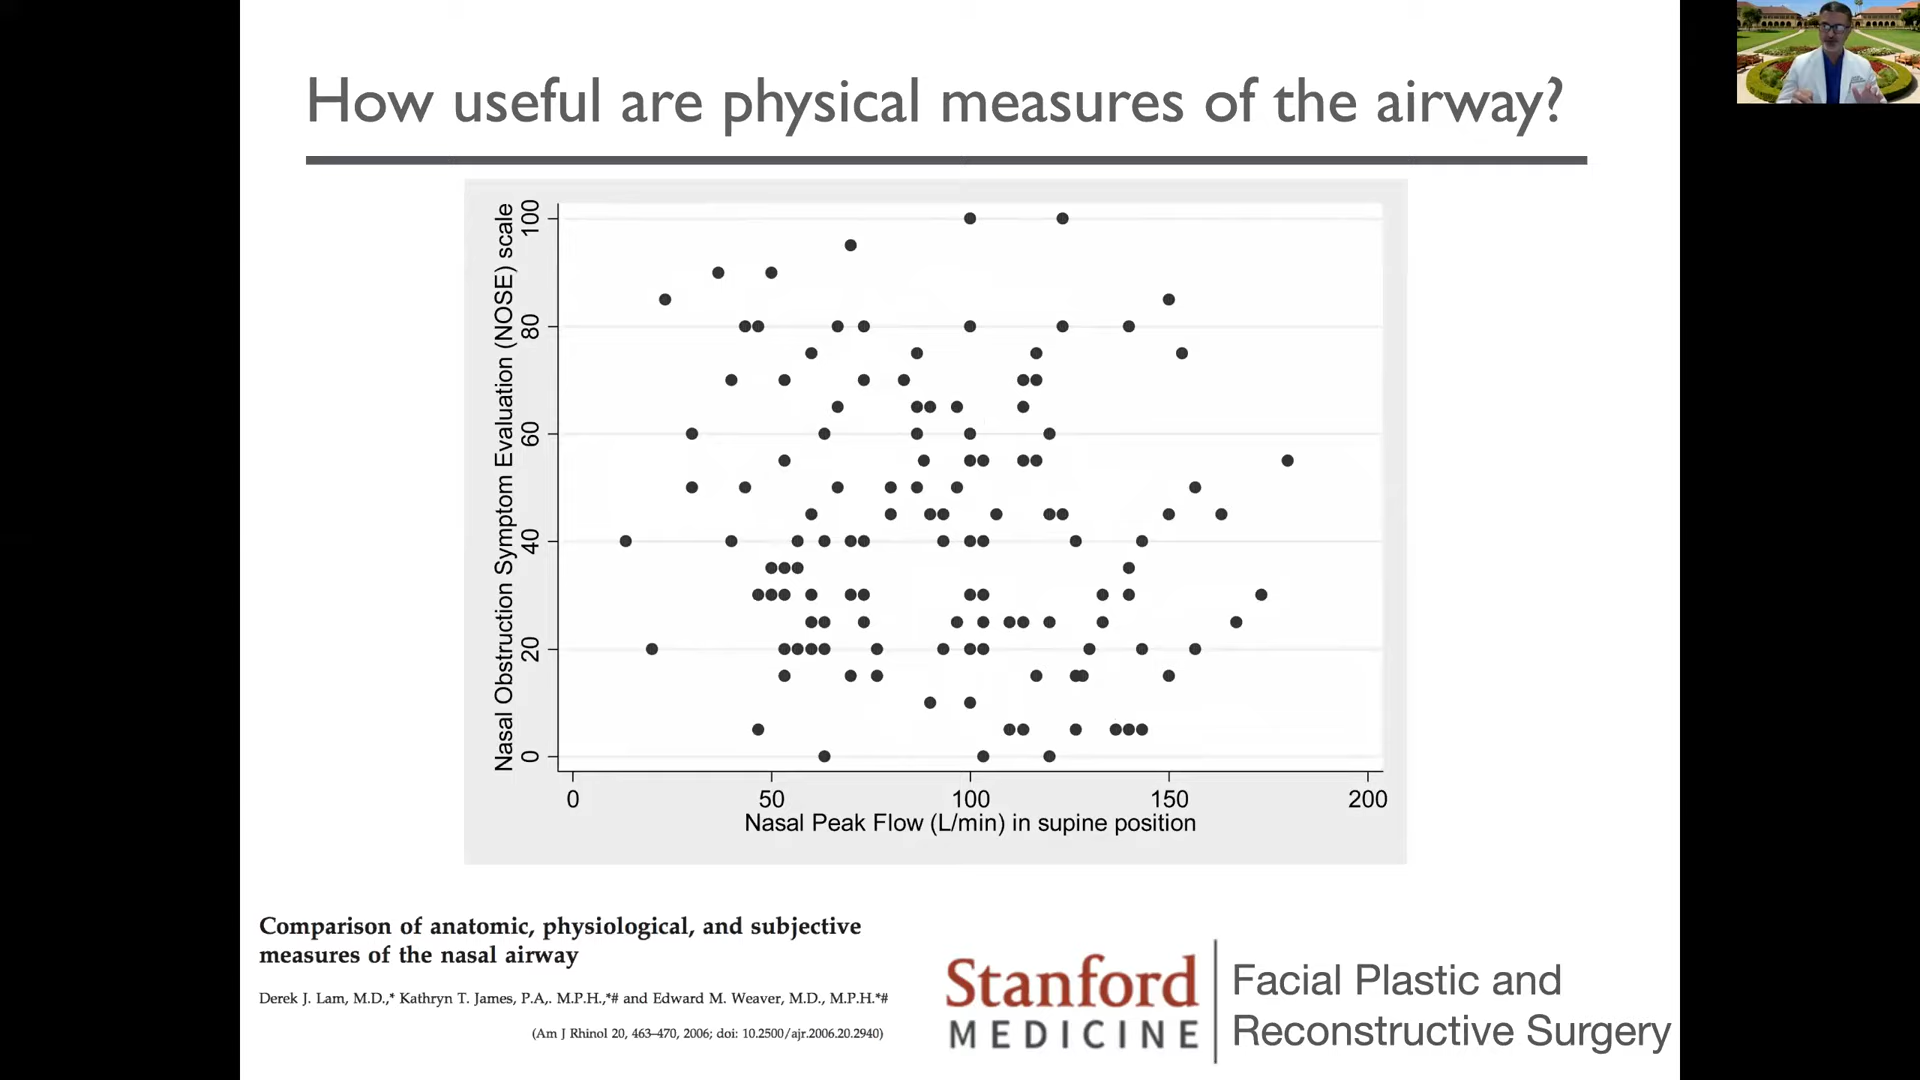 How useful are physical measures of the airway?
Nasal Obstruction Symptom Evaluation (NOSE) scale
100
80
60
40
20
0
0 50 100 150 200
Nasal Peak Flow (L/min) in supine position
Comparison of anatomic, physiological, and subjective
measures of the nasal airway
Derek J. Lam, M.D.,* Kathryn T. James, P.A,. M.P.H.,*# and Edward M. Weaver, M.D., M.P.H.*#
(Am J Rhinol 20, 463–470, 2006; doi: 10.2500/ajr.2006.20.2940)
Stanford
MEDICINE
Facial Plastic and
Reconstructive Surgery